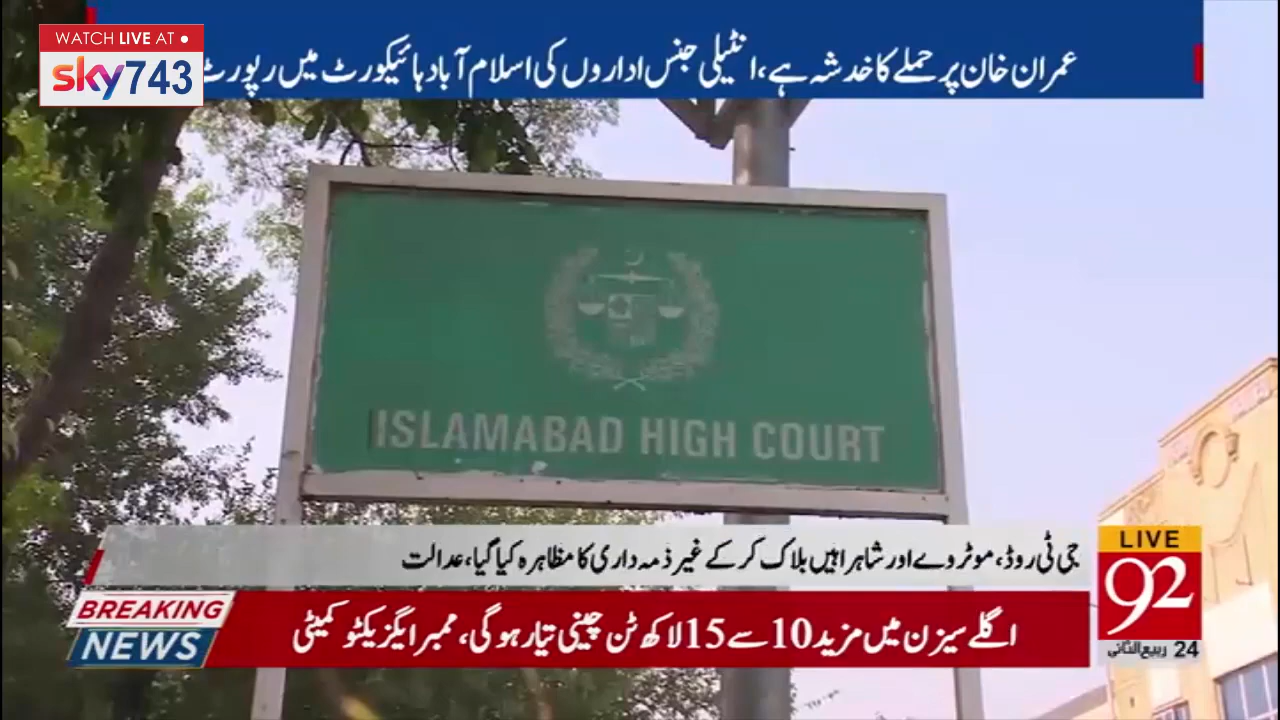 WATCH LIVE AT
sky743
عمران خان پر حملے کا خدشہ ہے، انٹیلی جنس اداروں کی اسلام آباد ہائیکورٹ میں رپورٹ
ISLAMABAD HIGH COURT
جی ٹی روڈ، موٹروے اور شاہراہیں بلاک کر کے غیر ذمہ داری کا مظاہرہ کیا گیا، عدالت
LIVE
92
BREAKING
NEWS
اگلے سیزن میں مزید 10 سے 15 لاکھ ٹن چینی تیار ہوگی، ممبر ایگزیکٹو کمیٹی
24 ربیع الثانی